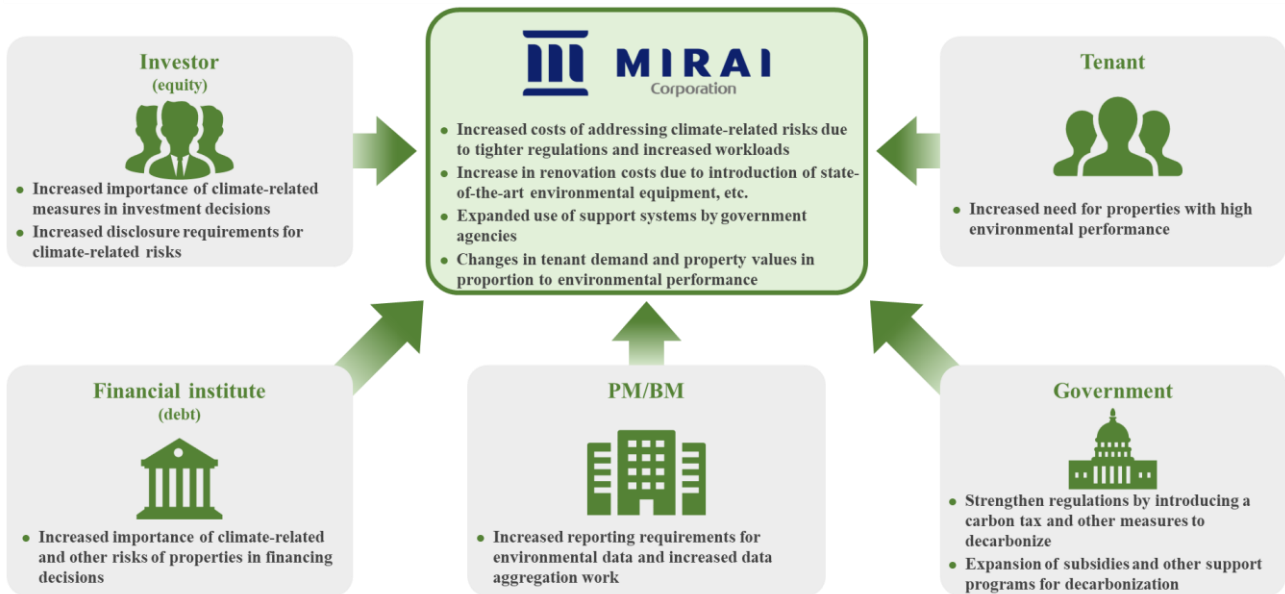 Investor
(equity)
• Increased importance of climate-related
measures in investment decisions
• Increased disclosure requirements for
climate-related risks
MIRAI
Corporation
• Increased costs of addressing climate-related risks due
to tighter regulations and increased workloads
• Increase in renovation costs due to introduction of state-
of-the-art environmental equipment, etc.
• Expanded use of support systems by government
agencies
• Changes in tenant demand and property values in
proportion to environmental performance
Tenant
• Increased need for properties with high
environmental performance
Financial institute
(debt)
• Increased importance of climate-related
and other risks of properties in financing
decisions
PM/BM
• Increased reporting requirements for
environmental data and increased data
aggregation work
Government
• Strengthen regulations by introducing a
carbon tax and other measures to
decarbonize
• Expansion of subsidies and other support
programs for decarbonization